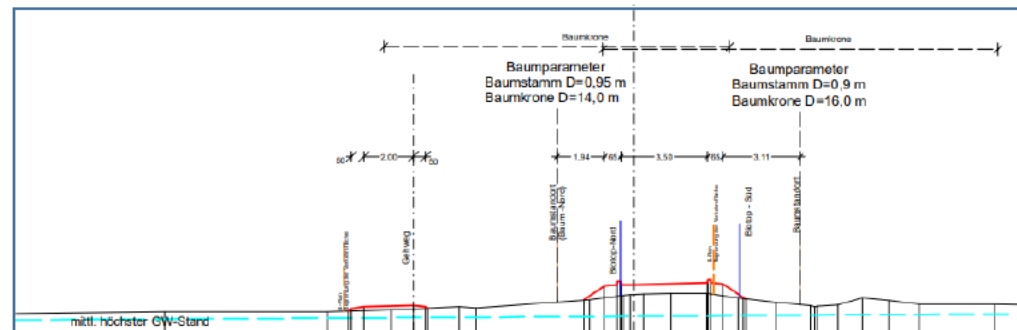 Baumkrone
Baumkrone
Baumparameter
Baumstamm D=0,95 m
Baumkrone D=14,0 m
Baumparameter
Baumstamm D=0,9 m
Baumkrone D=16,0 m
50
2.00
50
1.94
65
3.50
65
3.11
Gehweg
Baumstandort
(Baum -Nord)
Biotop-Nord
Biotop - Süd
Baumstandort
mittl. höchster GW-Stand